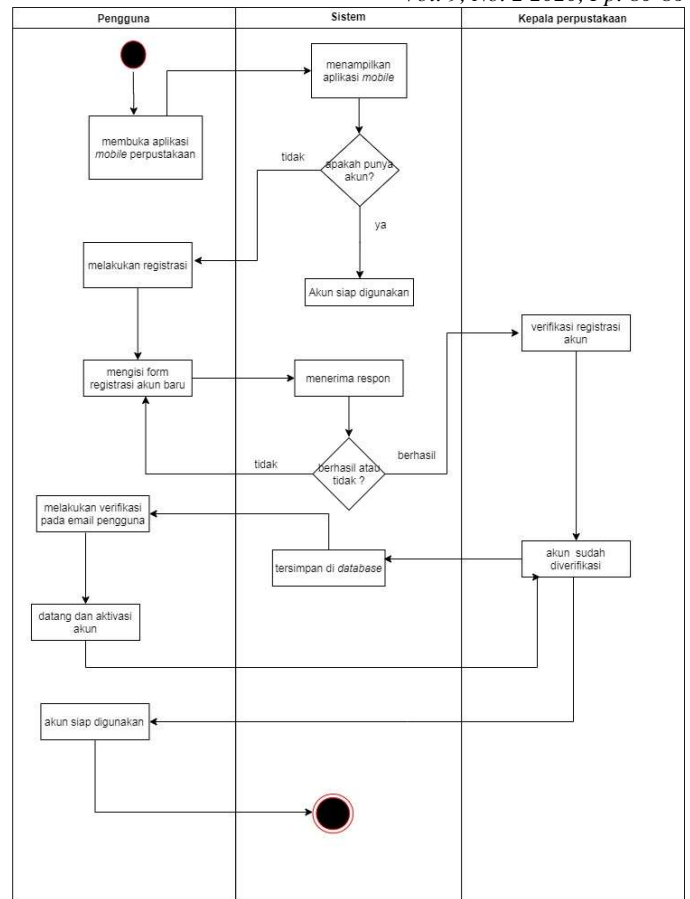 Pengguna
Sistem
Kepala perpustakaan
menampilkan
aplikasi mobile
membuka aplikasi
mobile perpustakaan
tidak
apakah punya
akun?
ya
melakukan registrasi
Akun siap digunakan
verifikasi registrasi
akun
mengisi form
registrasi akun baru
menerima respon
berhasil
tidak
berhasil atau
tidak ?
melakukan verifikasi
pada email pengguna
tersimpan di database
akun sudah
diverifikasi
datang dan aktivasi
akun
akun siap digunakan